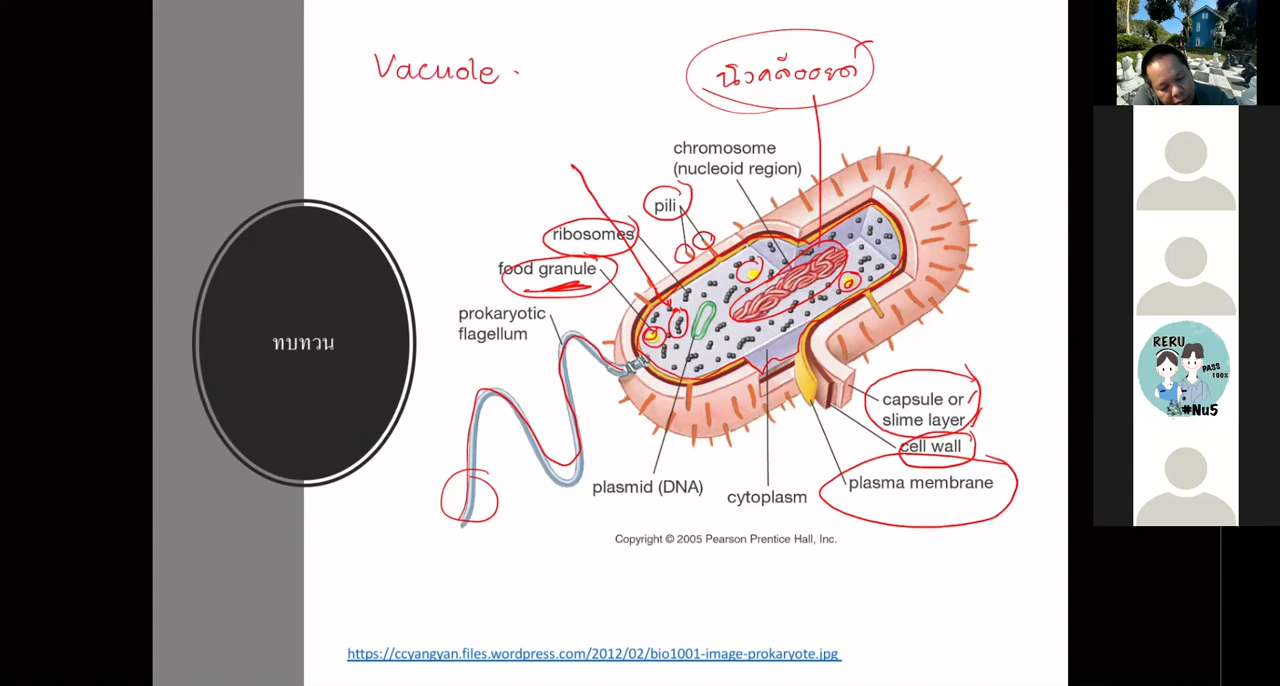 Vacuole
นิวคลีออยด์
chromosome
(nucleoid region)
pili
ribosomes
food granule
prokaryotic
flagellum
ทบทวน
capsule or
slime layer
cell wall
plasma membrane
plasmid (DNA)
cytoplasm
Copyright © 2005 Pearson Prentice Hall, Inc.
https://ccyangyan.files.wordpress.com/2012/02/bio1001-image-prokaryote.jpg
RERU
PASS
100%
#Nu5